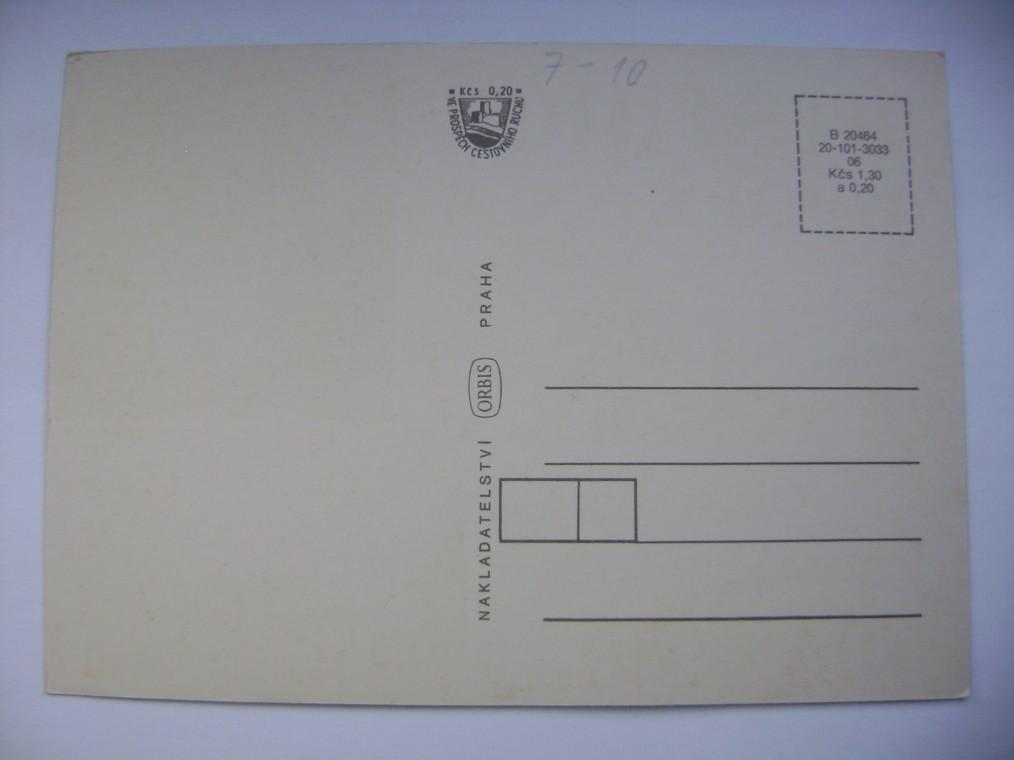 7-10
Kčs 0,20
VE PROSPĚCH CESTOVNÍHO RUCHU
B 20464
20-101-3033
06
Kčs 1,30
a 0,20
NAKLADATELSTVÍ ORBIS PRAHA